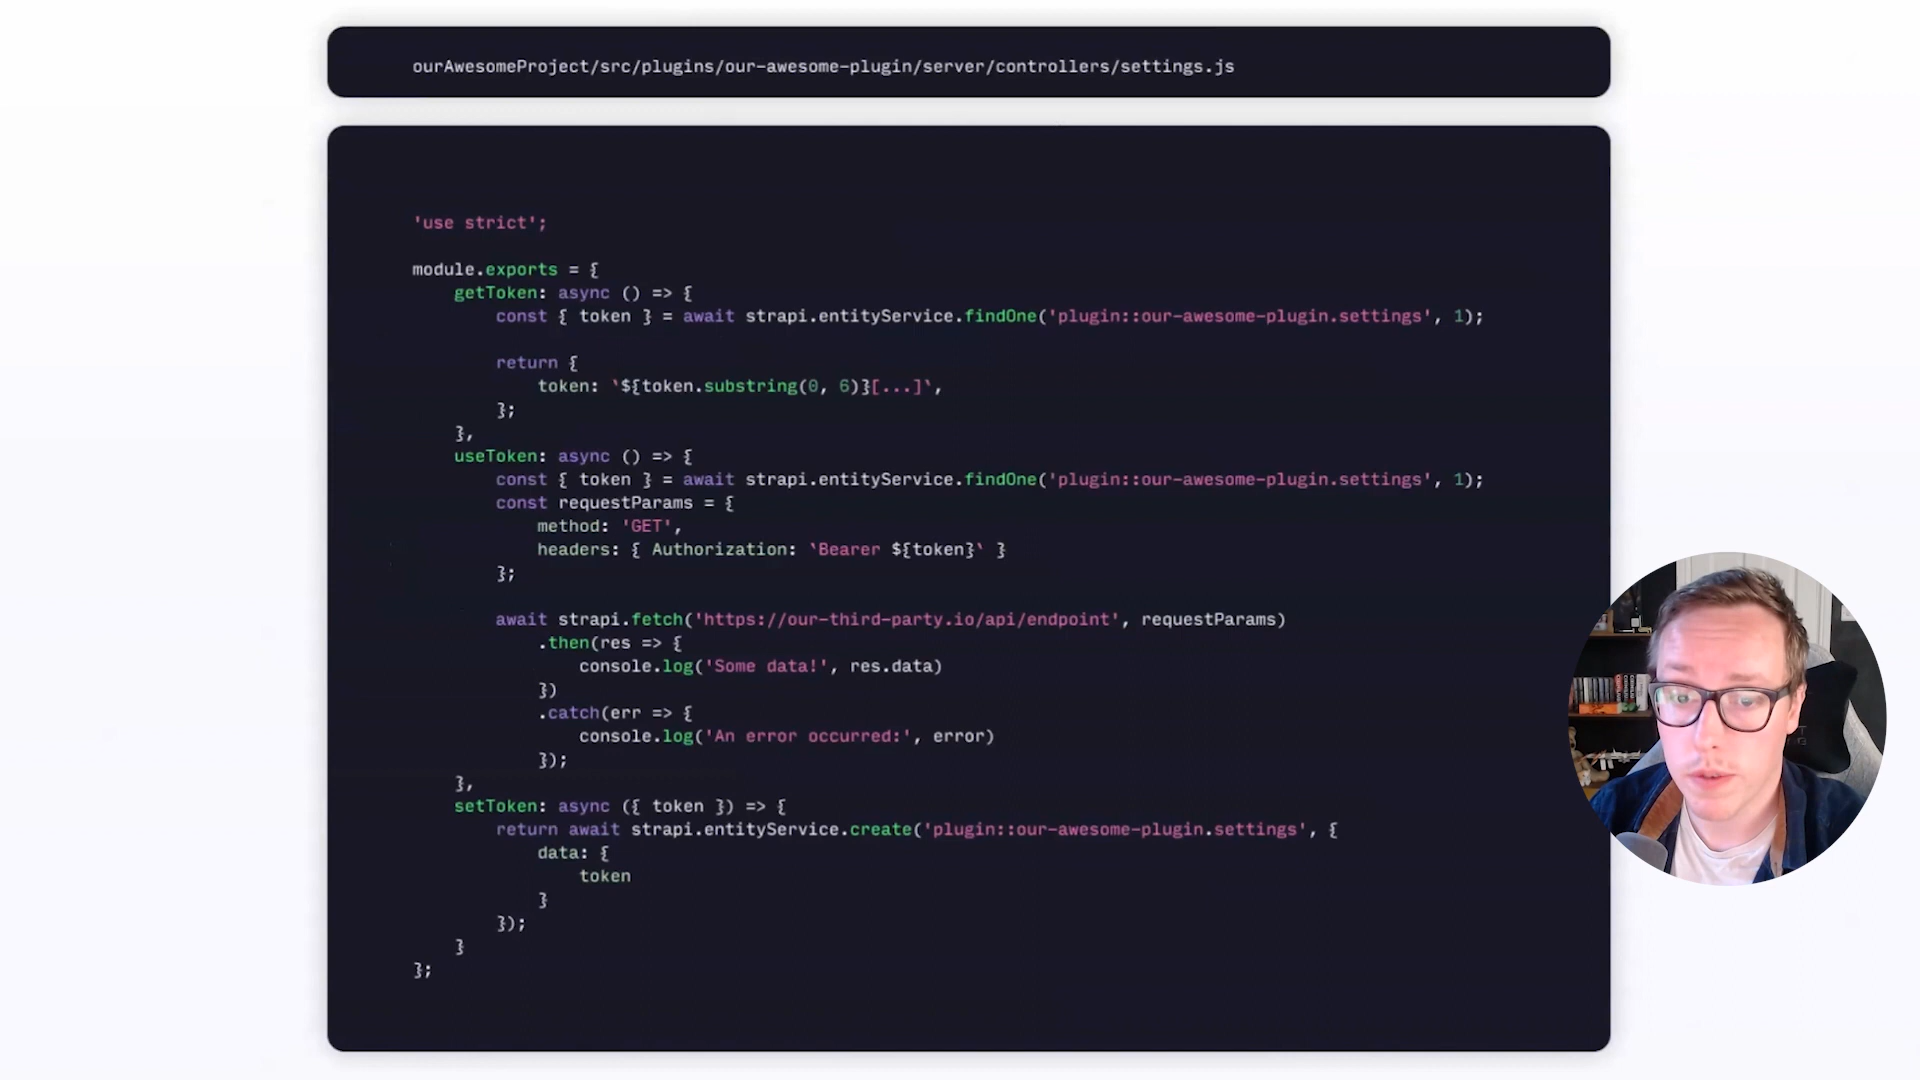 ourAwesomeProject/src/plugins/our-awesome-plugin/server/controllers/settings.js
'use strict';
module.exports = {
getToken: async () => {
const { token } = await strapi.entityService.findOne('plugin::our-awesome-plugin.settings', 1);
return {
token: `${token.substring(0, 6)}[...]`,
};
},
useToken: async () => {
const { token } = await strapi.entityService.findOne('plugin::our-awesome-plugin.settings', 1);
const requestParams = {
method: 'GET',
headers: { Authorization: `Bearer ${token}` }
};
await strapi.fetch('https://our-third-party.io/api/endpoint', requestParams)
.then(res => {
console.log('Some data!', res.data)
})
.catch(err => {
console.log('An error occurred:', error)
});
},
setToken: async ({ token }) => {
return await strapi.entityService.create('plugin::our-awesome-plugin.settings', {
data: {
token
}
});
}
};